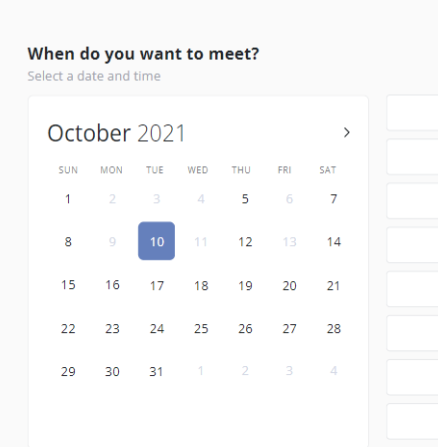 When do you want to meet?
Select a date and time
October 2021 >
SUN MON TUE WED THU FRI SAT
1 2 3 4 5 6 7
8 9 10 11 12 13 14
15 16 17 18 19 20 21
22 23 24 25 26 27 28
29 30 31 1 2 3 4